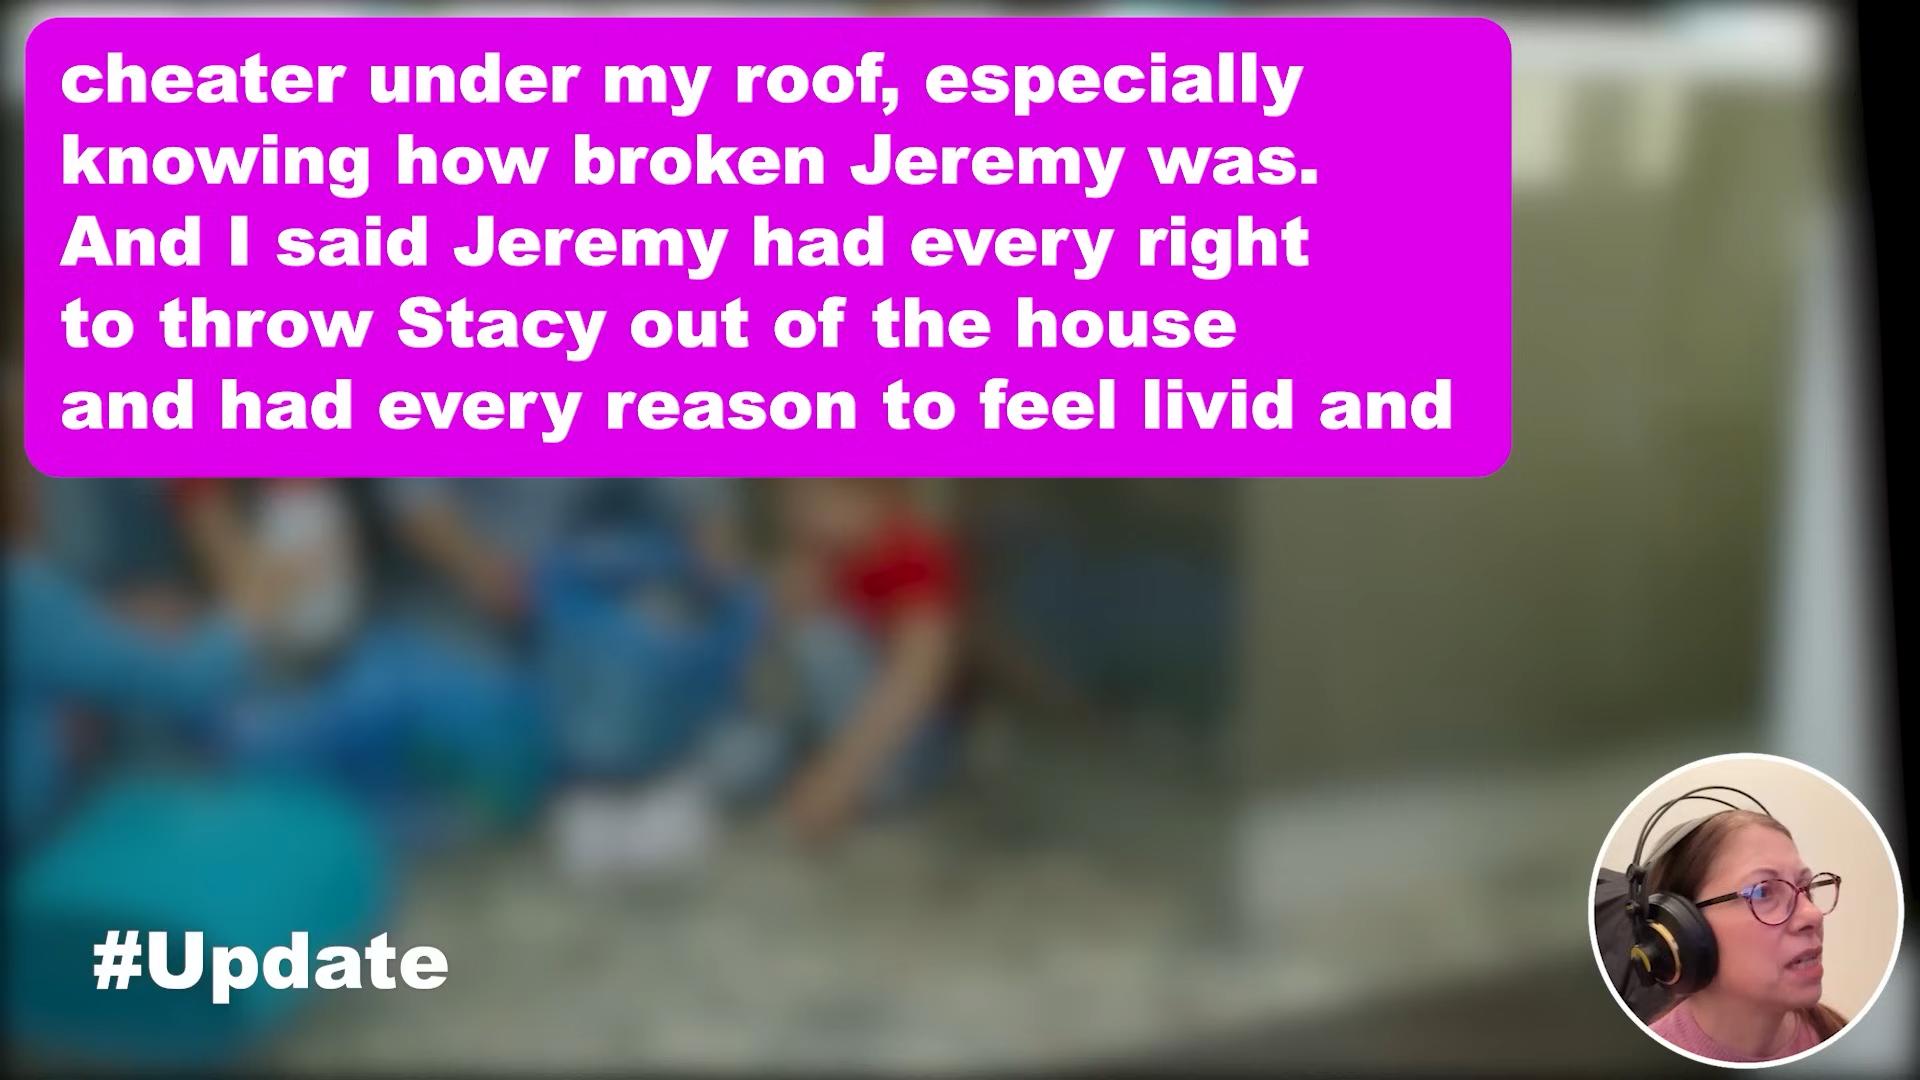 cheater under my roof, especially
knowing how broken Jeremy was.
And I said Jeremy had every right
to throw Stacy out of the house
and had every reason to feel livid and
#Update